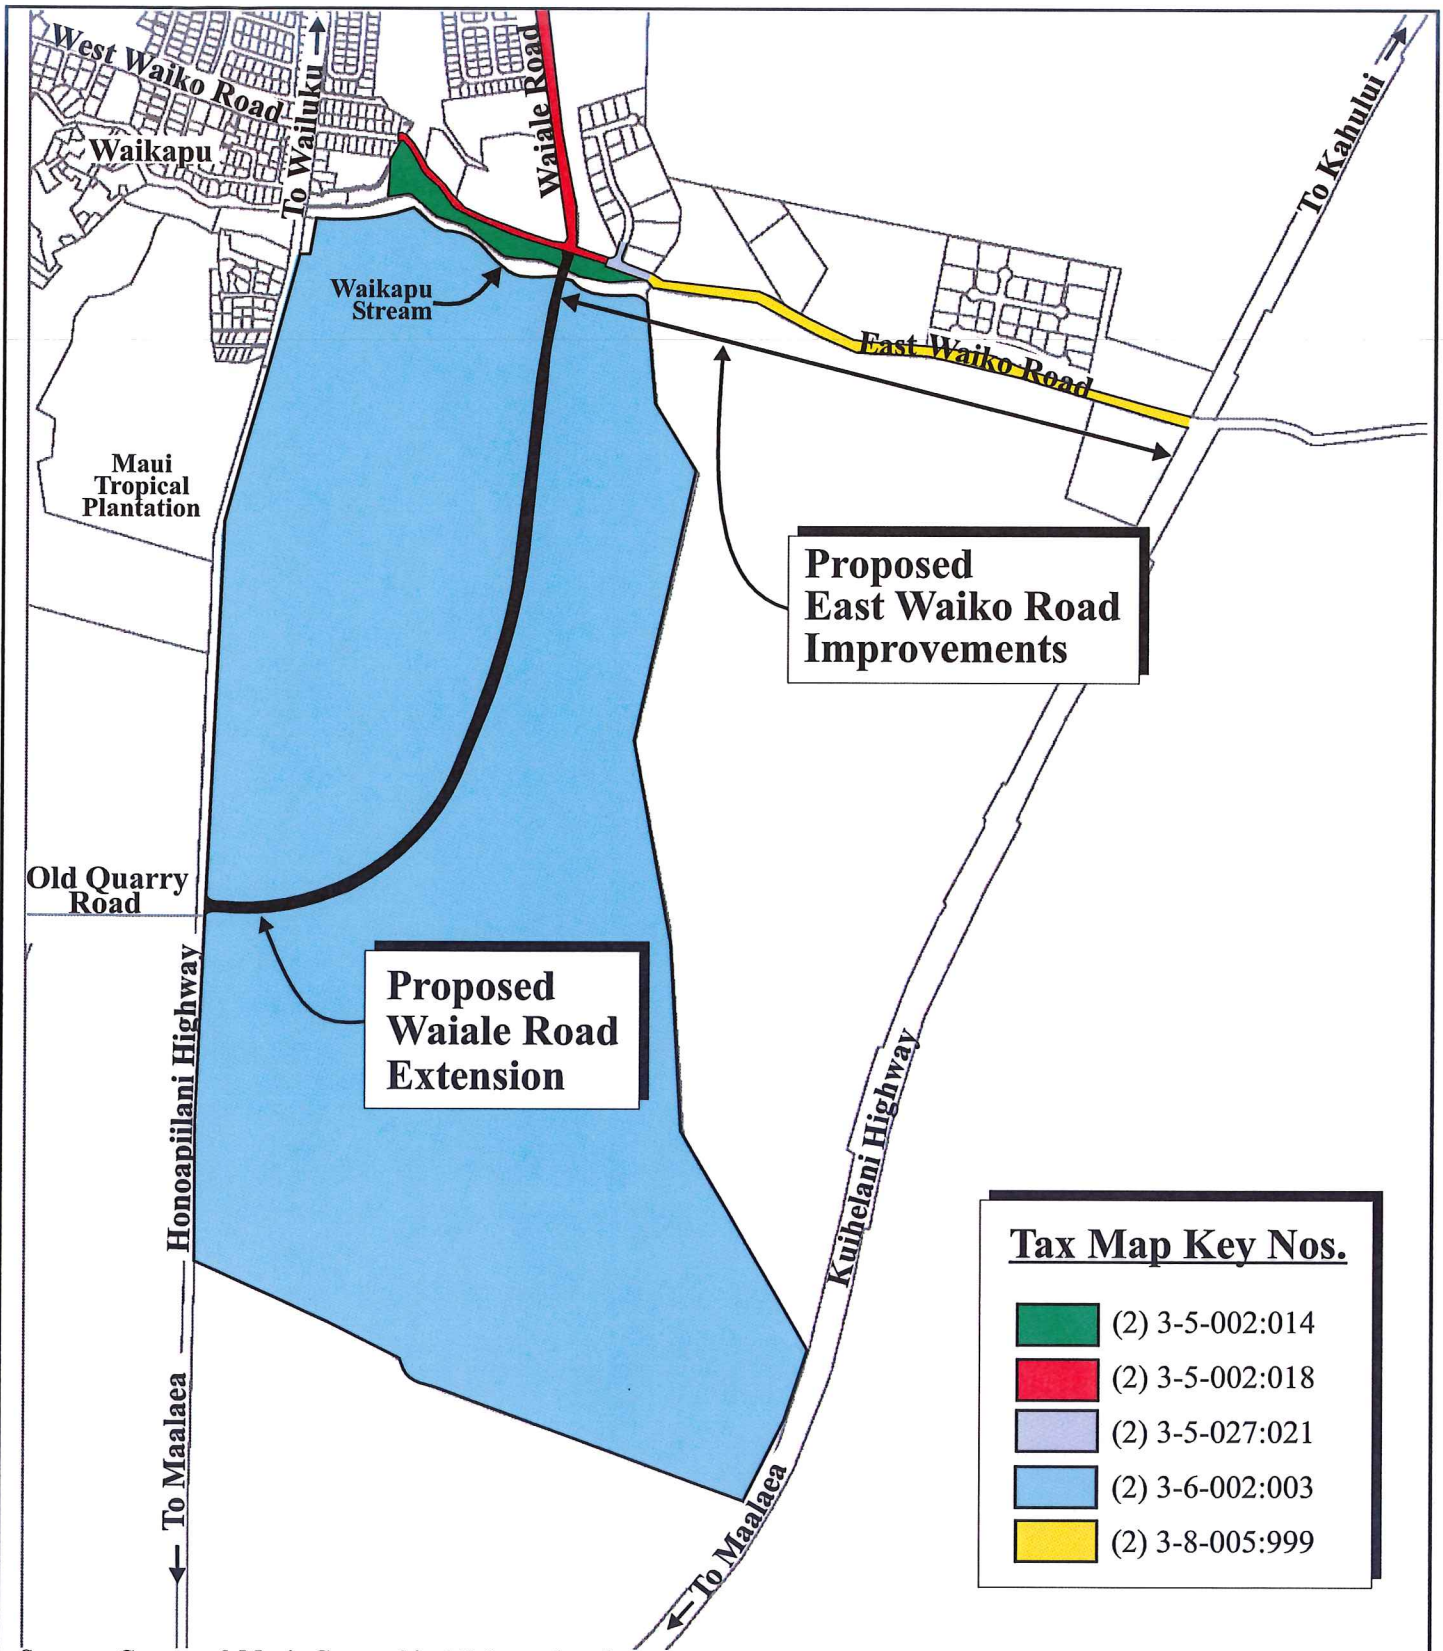 West Waiko Road
To Wailuku
Waikapu
Waiale Road
To Kahului
Waikapu
Stream
East Waiko Road
Maui
Tropical
Plantation
Proposed
East Waiko Road
Improvements
Old Quarry
Road
Proposed
Waiale Road
Extension
Honoapiilani Highway
Kuihelani Highway
To Maalaea
To Maalaea
Tax Map Key Nos.
(2) 3-5-002:014
(2) 3-5-002:018
(2) 3-5-027:021
(2) 3-6-002:003
(2) 3-8-005:999